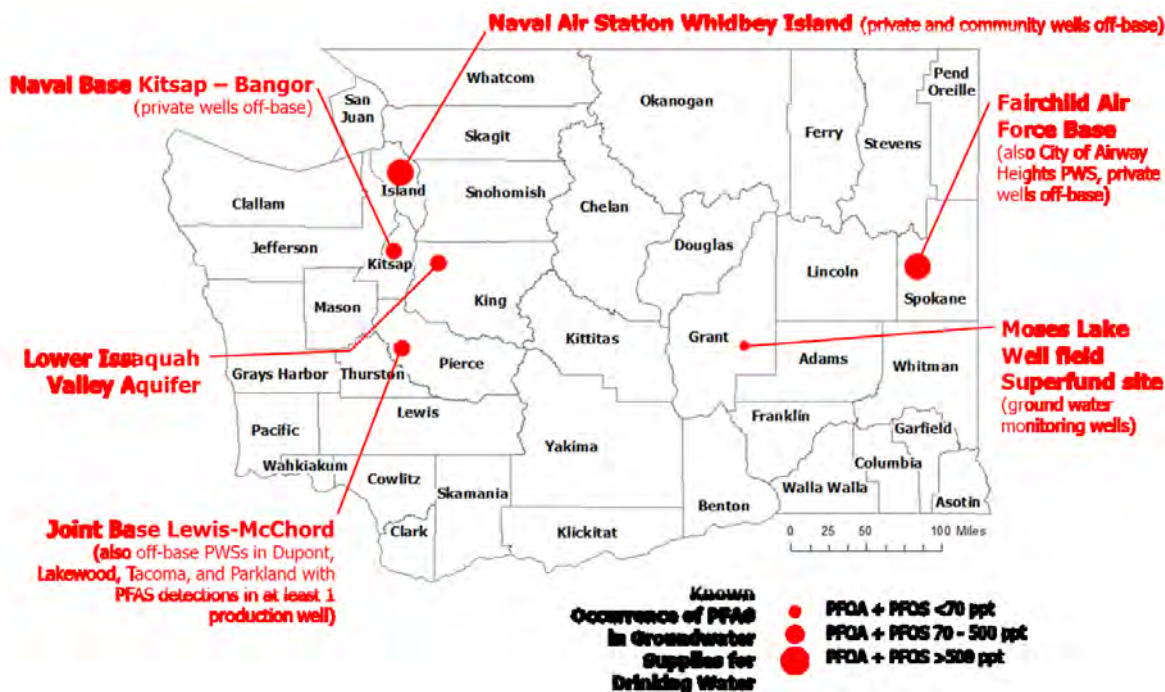 Naval Air Station Whidbey Island (private and community wells off-base)
Naval Base Kitsap – Bangor
(private wells off-base)
Fairchild Air
Force Base
(also City of Airway
Heights PWS, private
wells off-base)
Lower Issaquah
Valley Aquifer
Moses Lake
Well field
Superfund site
(ground water
monitoring wells)
Joint Base Lewis-McChord
(also off-base PWSs in Dupont,
Lakewood, Tacoma, and Parkland with
PFAS detections in at least 1
production well)
Whatcom
San
Juan
Skagit
Okanogan
Ferry
Stevens
Pend
Oreille
Island
Snohomish
Chelan
Clallam
Jefferson
Kitsap
Douglas
Lincoln
Spokane
Mason
King
Kittitas
Grant
Adams
Whitman
Grays Harbor
Thurston
Pierce
Lewis
Pacific
Wahkiakum
Cowlitz
Skamania
Yakima
Franklin
Garfield
Columbia
Walla Walla
Asotin
Benton
Clark
Klickitat
0 25 50 100 Miles
Known
Occurrence of PFAS
in Groundwater
Supplies for
Drinking Water
PFOA + PFOS <70 ppt
PFOA + PFOS 70 - 500 ppt
PFOA + PFOS >500 ppt